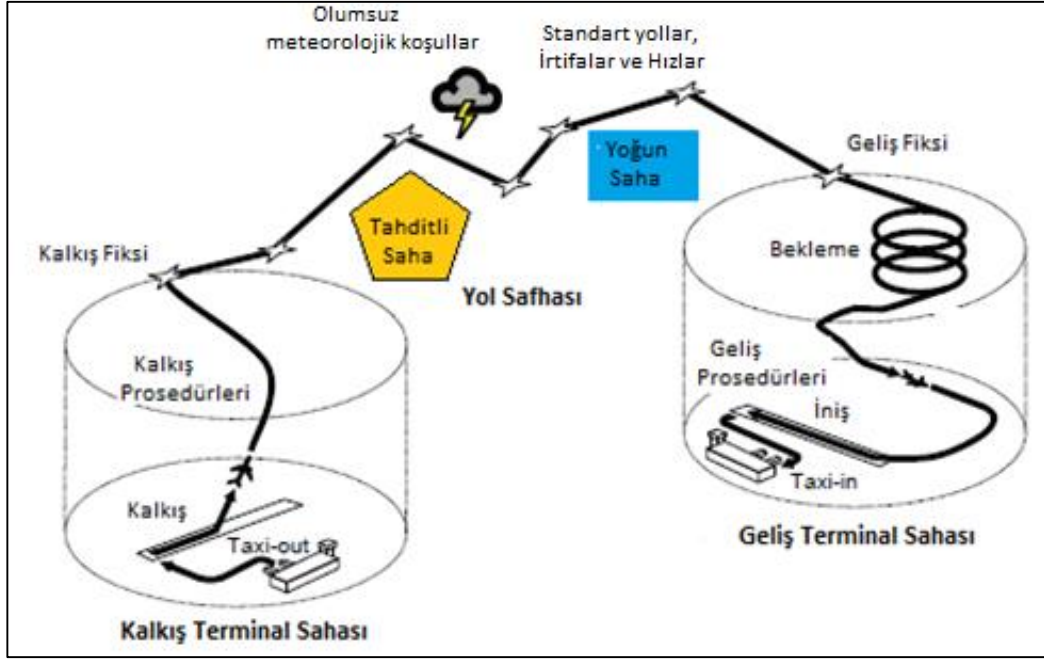 Olumsuz
meteorolojik koşullar
Standart yollar,
İrtifalar ve Hızlar
Yoğun
Saha
Geliş Fiksi
Tahditli
Saha
Kalkış Fiksi
Bekleme
Yol Safhası
Kalkış
Prosedürleri
Geliş
Prosedürleri
İniş
Taxi-in
Kalkış
Taxi-out
Geliş Terminal Sahası
Kalkış Terminal Sahası